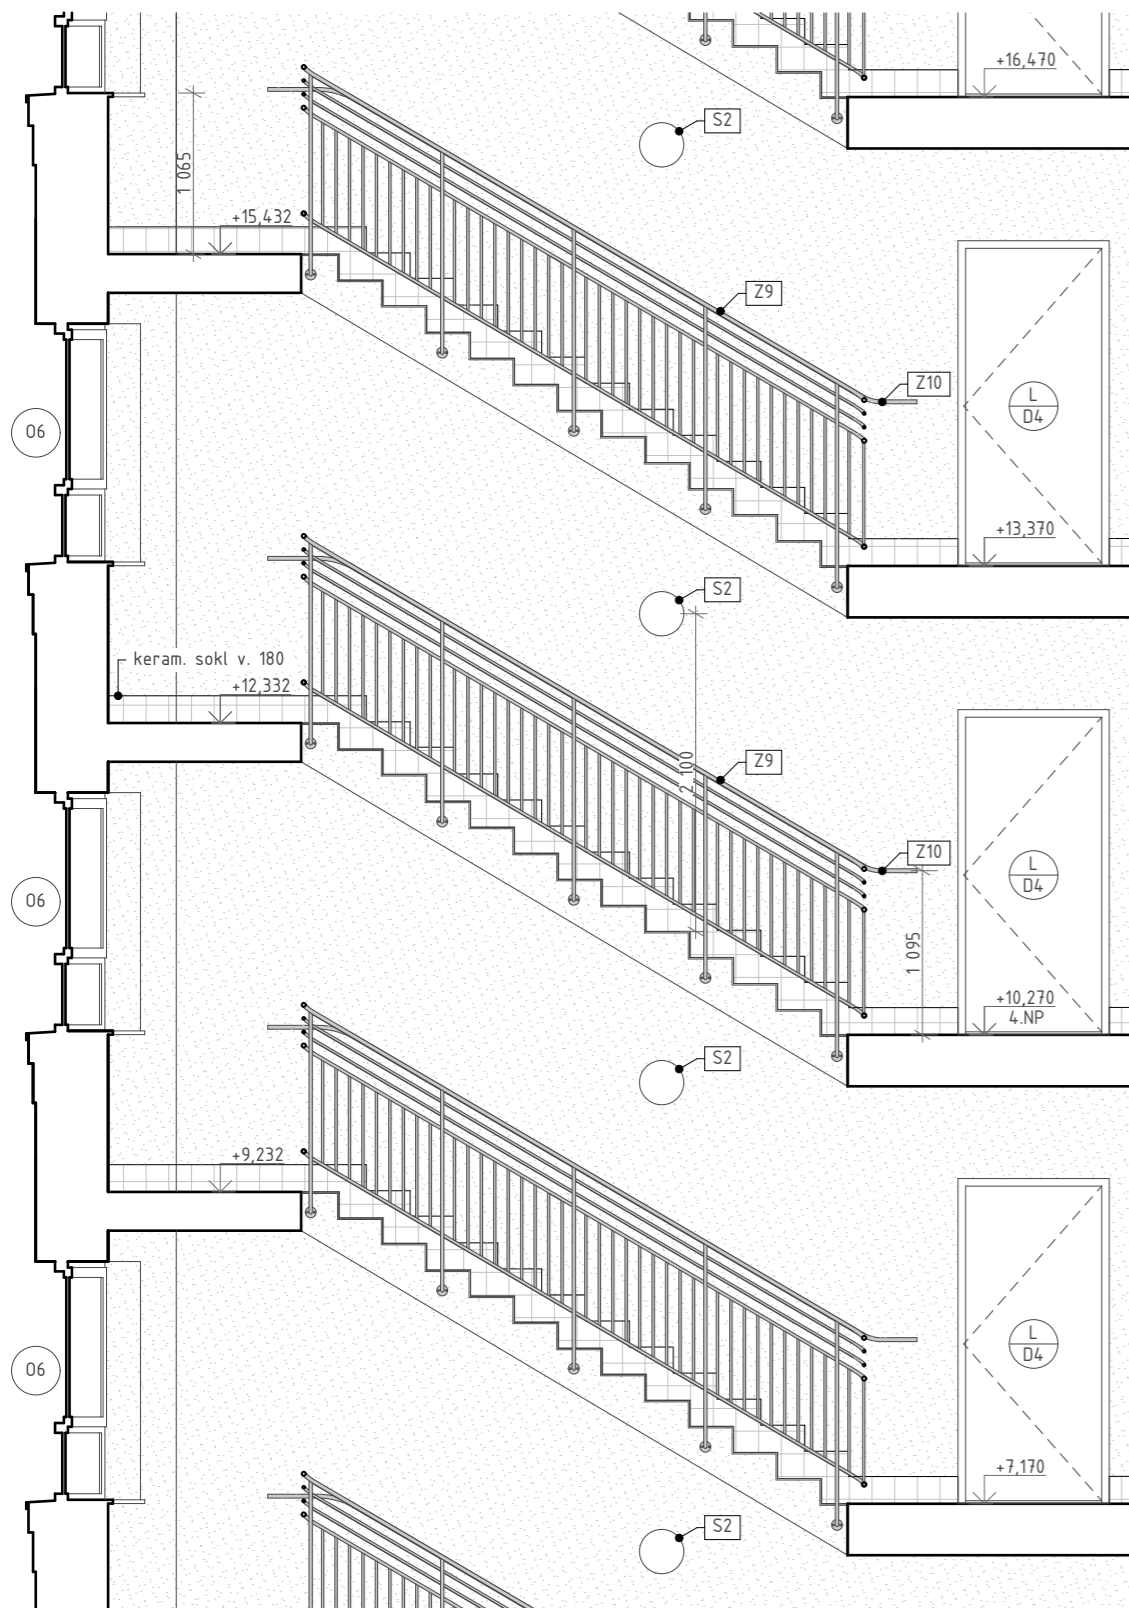 +16,470
S2
1 065
+15,432
Z9
Z10
L
D4
06
+13,370
S2
keram. sokl v. 180
+12,332
Z9
2 100
Z10
L
D4
06
1 095
+10,270
4.NP
S2
+9,232
L
D4
06
+7,170
S2